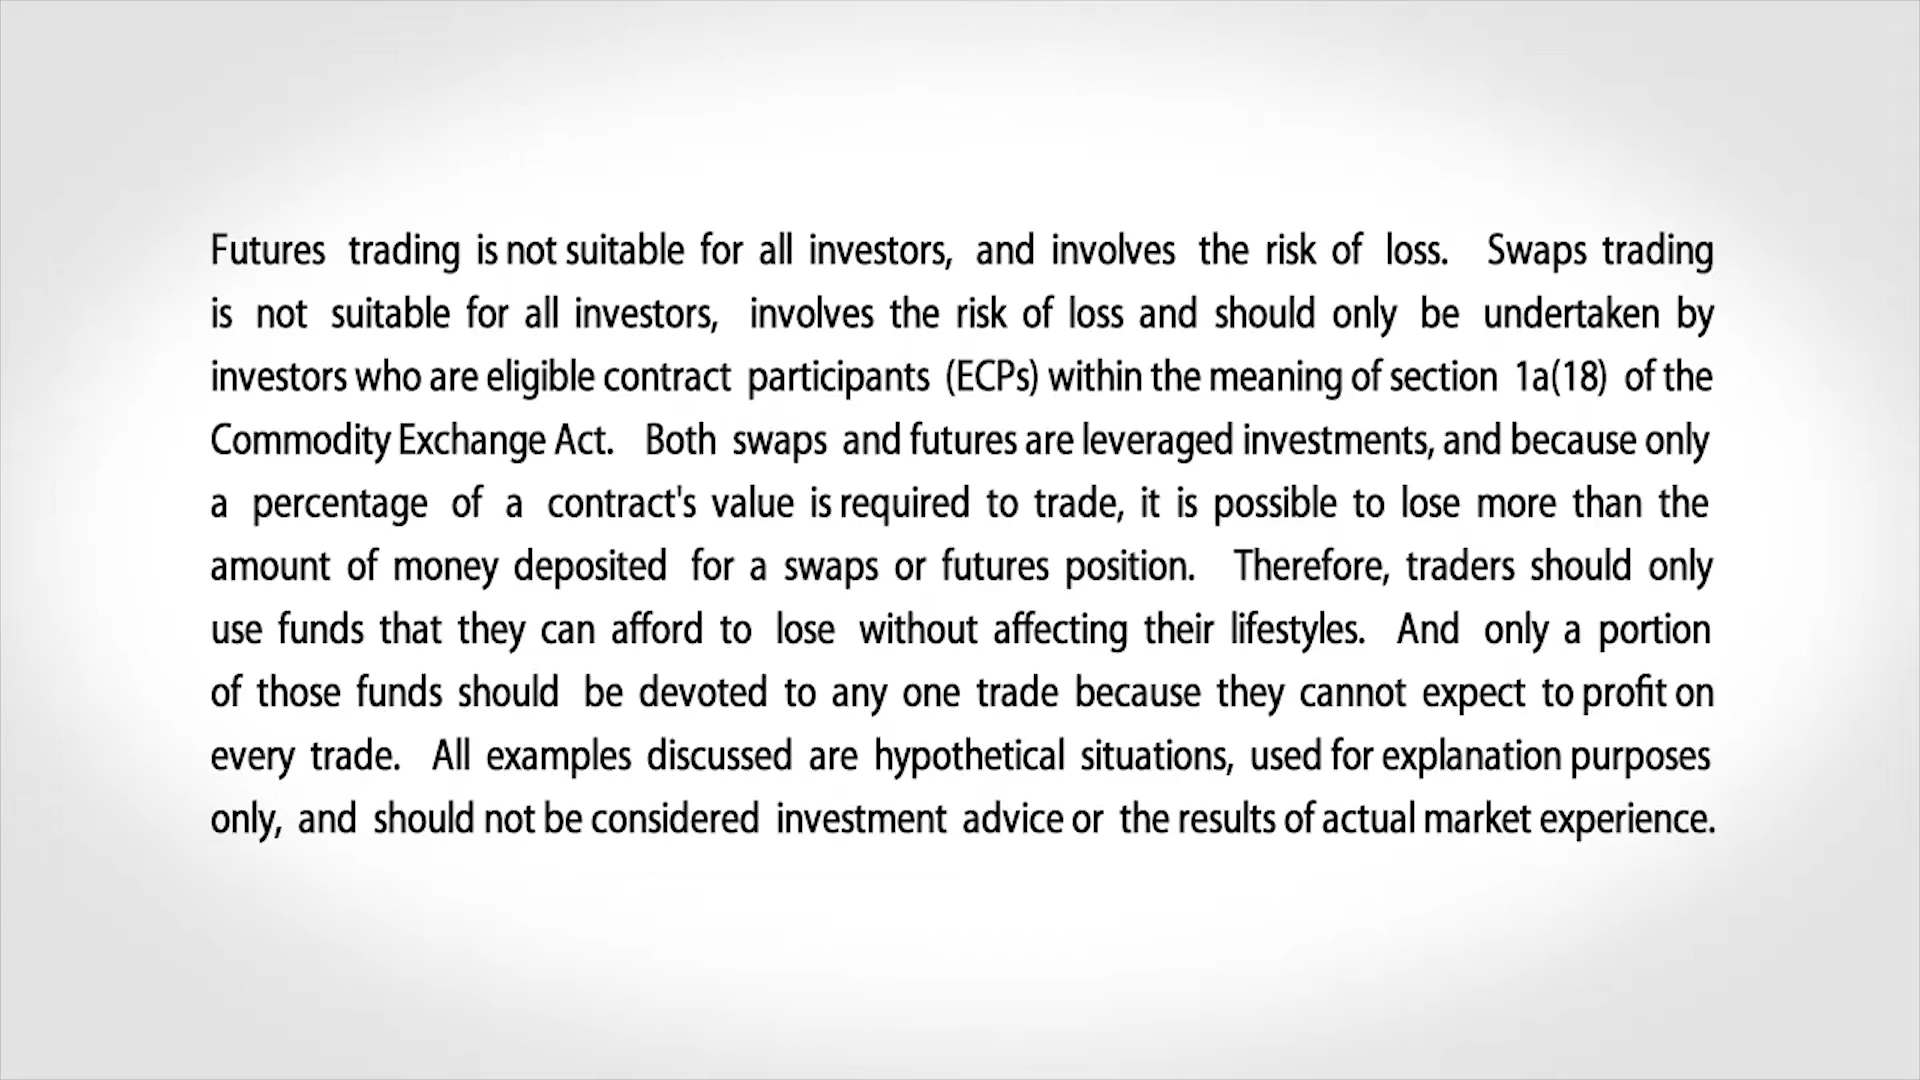 Futures trading is not suitable for all investors, and involves the risk of loss. Swaps trading
is not suitable for all investors, involves the risk of loss and should only be undertaken by
investors who are eligible contract participants (ECPs) within the meaning of section 1a(18) of the
Commodity Exchange Act. Both swaps and futures are leveraged investments, and because only
a percentage of a contract's value is required to trade, it is possible to lose more than the
amount of money deposited for a swaps or futures position. Therefore, traders should only
use funds that they can afford to lose without affecting their lifestyles. And only a portion
of those funds should be devoted to any one trade because they cannot expect to profit on
every trade. All examples discussed are hypothetical situations, used for explanation purposes
only, and should not be considered investment advice or the results of actual market experience.